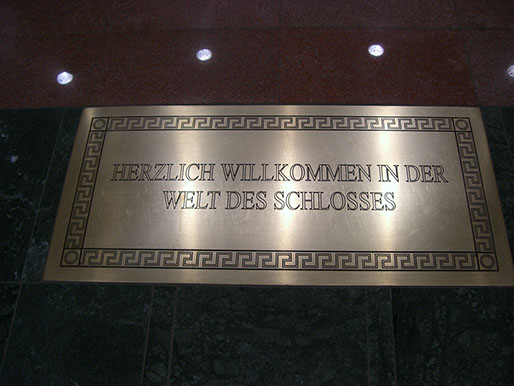 HERZLICH WILLKOMMEN IN DER
WELT DES SCHLOSSES